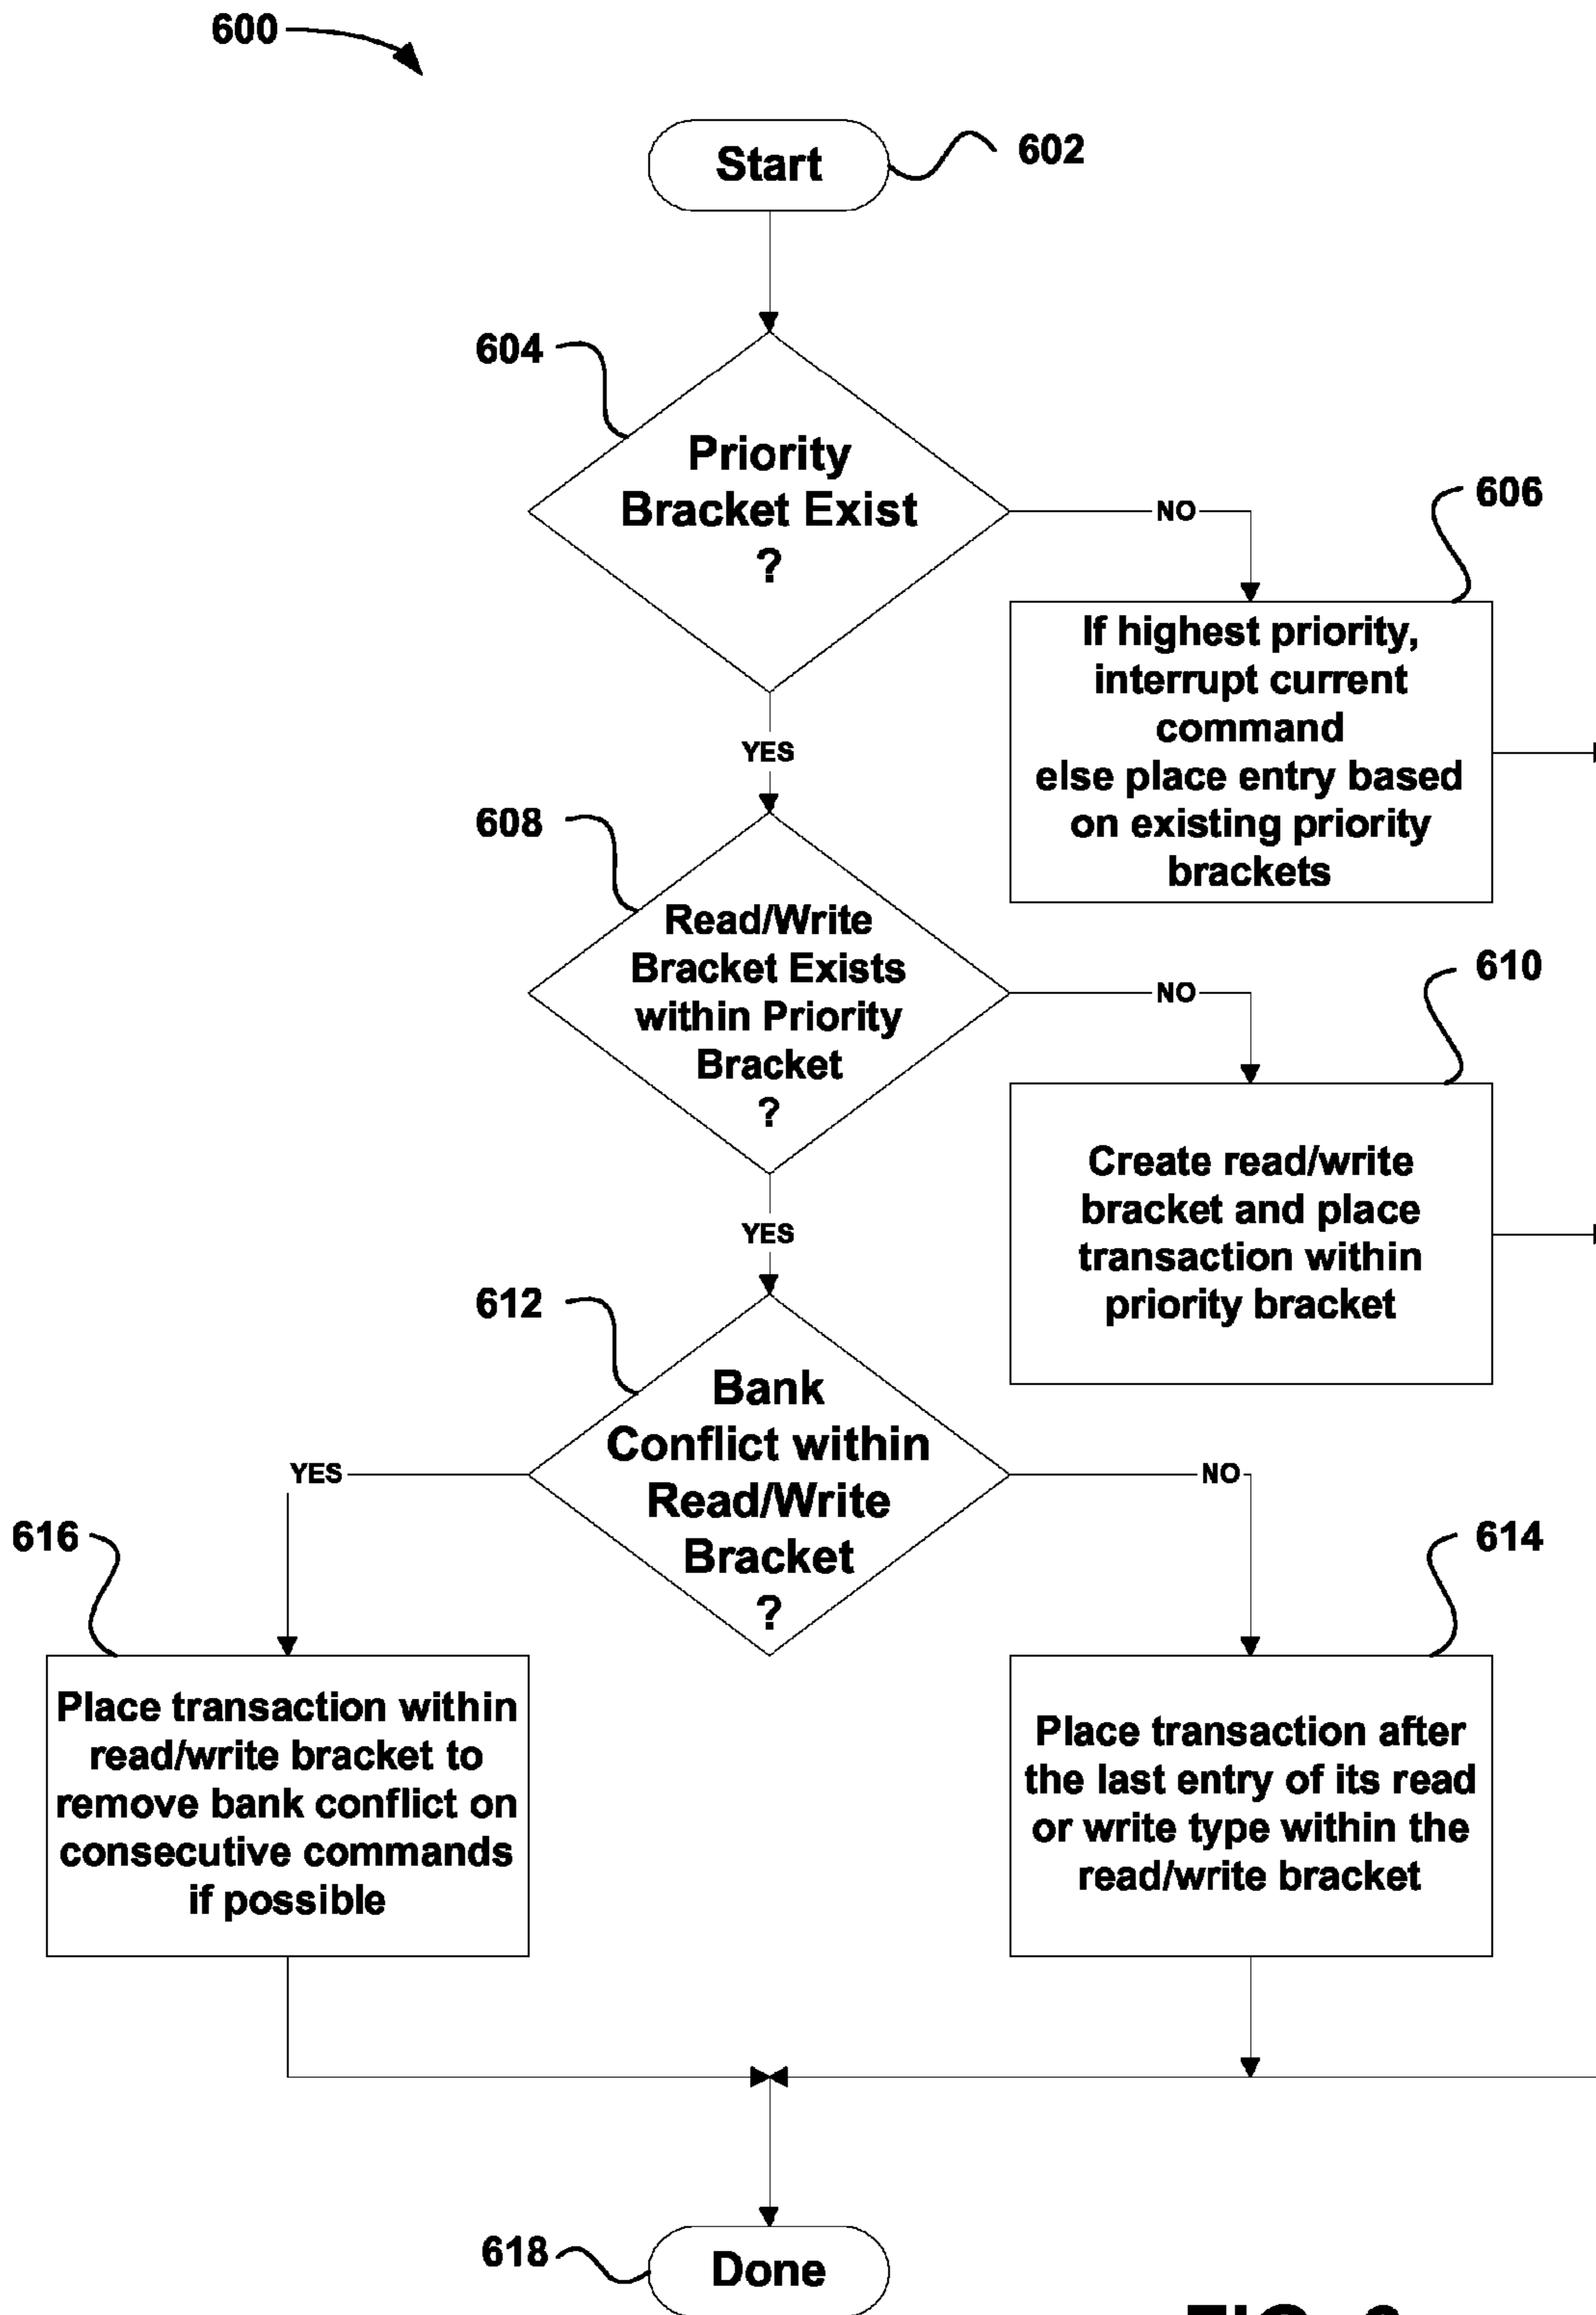 600
Start
602
604
Priority
Bracket Exist
?
NO
606
If highest priority,
interrupt current
command
else place entry based
on existing priority
brackets
YES
608
Read/Write
Bracket Exists
within Priority
Bracket
?
NO
610
Create read/write
bracket and place
transaction within
priority bracket
YES
612
Bank
Conflict within
Read/Write
Bracket
?
YES
NO
616
614
Place transaction within
read/write bracket to
remove bank conflict on
consecutive commands
if possible
Place transaction after
the last entry of its read
or write type within the
read/write bracket
618
Done